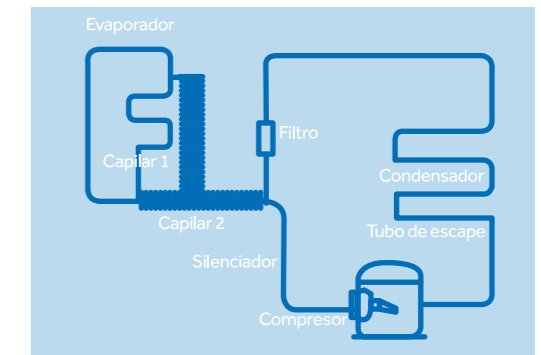 Evaporador
Filtro
Capilar 1
Condensador
Capilar 2
Tubo de escape
Silenciador
Compresor